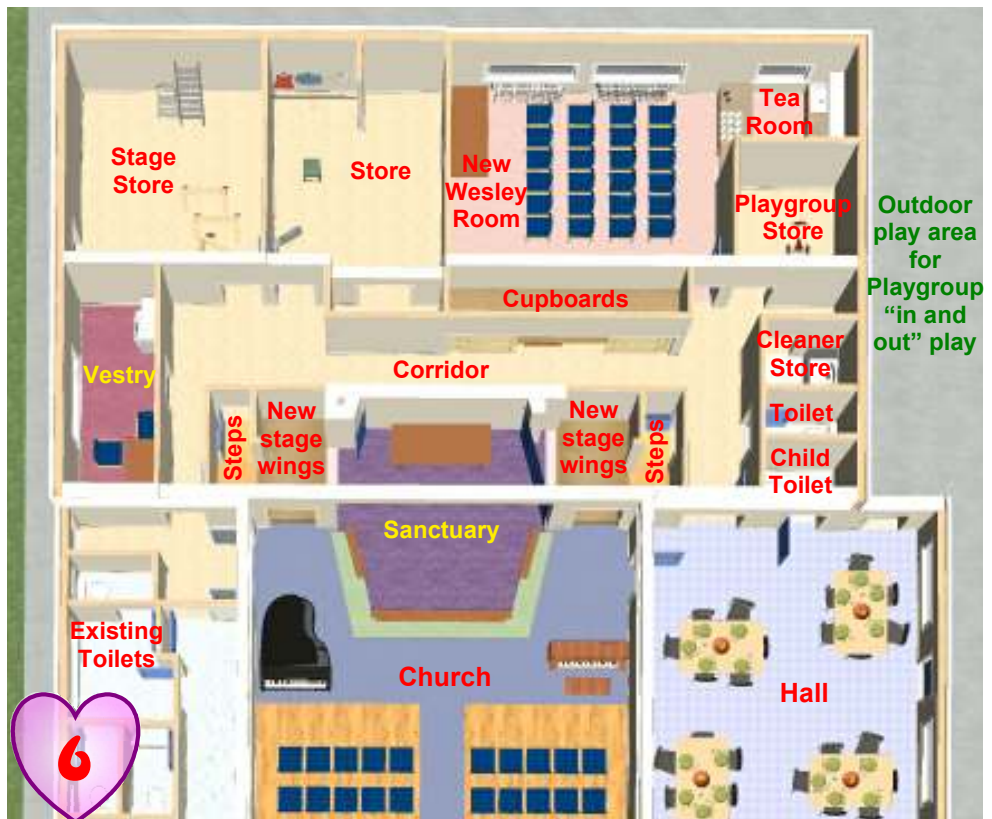 Stage
Store
Store
New
Wesley
Room
Tea
Room
Playgroup
Store
Outdoor
play area
for
Playgroup
“in and
out” play
Cupboards
Cleaner
Store
Vestry
Corridor
Steps
New
stage
wings
New
stage
wings
Steps
Toilet
Child
Toilet
Sanctuary
Existing
Toilets
Church
Hall
6